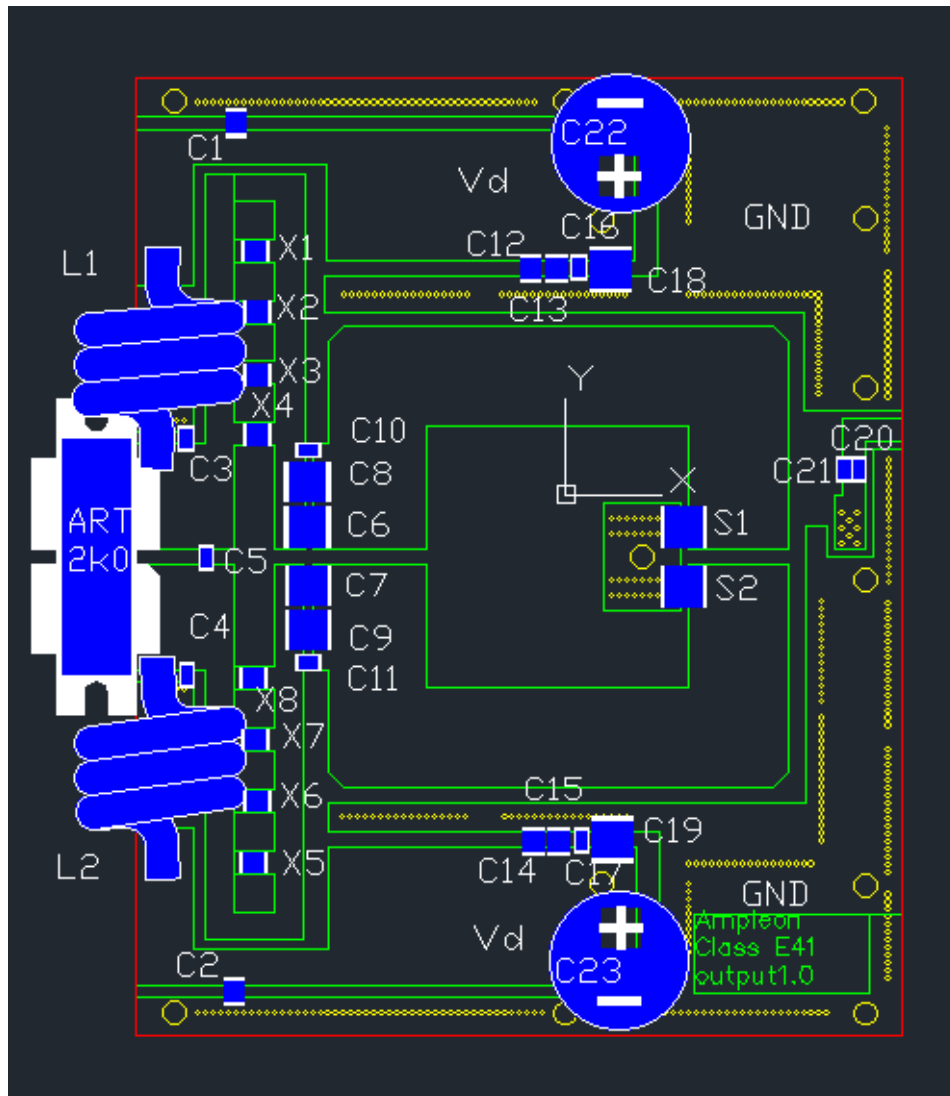 C1
C22
Vd
GND
C16
C12
X1
L1
C18
X2
C13
X3
Y
X4
C10
C20
C3
C8
C21
X
ART
C6
S1
2k0
C5
C7
S2
C4
C9
C11
X8
X7
C15
X6
C19
L2
X5
C14
C17
GND
Ampleon
Vd
Class E41
C2
C23
output1.0